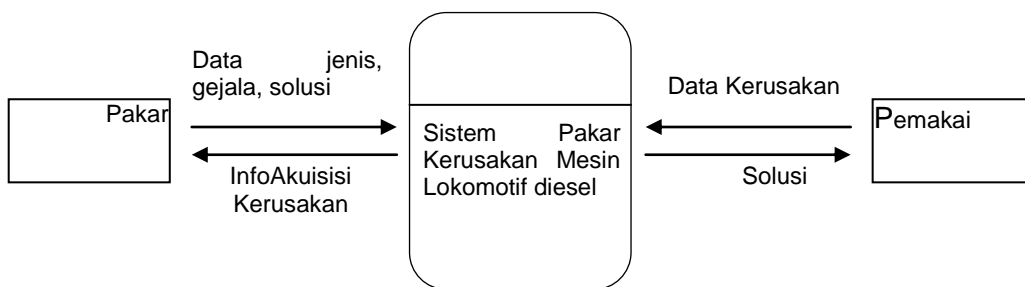 Data jenis,
gejala, solusi
Pakar
InfoAkuisisi
Kerusakan
Sistem Pakar
Kerusakan Mesin
Lokomotif diesel
Data Kerusakan
Solusi
Pemakai